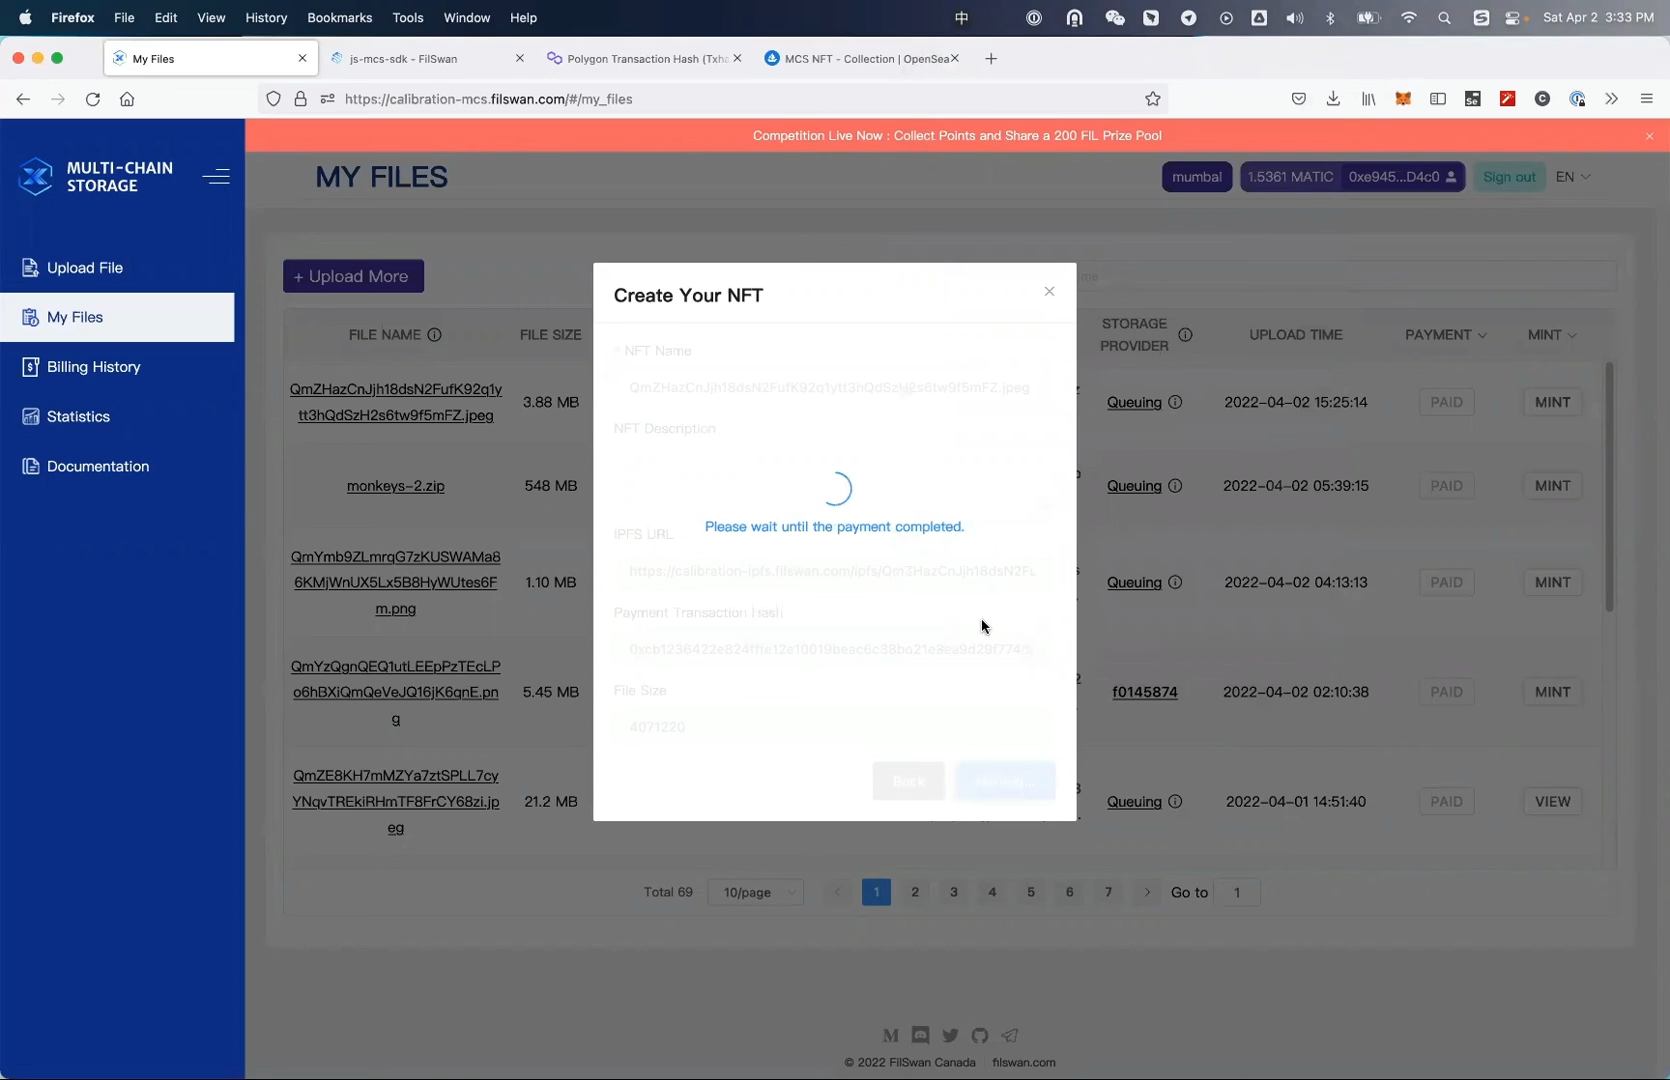 Firefox File Edit View History Bookmarks Tools Window Help 中 Sat Apr 2 3:33 PM
My Files js-mcs-sdk - FilSwan Polygon Transaction Hash (Txha MCS NFT - Collection | OpenSea
https://calibration-mcs.filswan.com/#/my_files
Competition Live Now : Collect Points and Share a 200 FIL Prize Pool
MULTI-CHAIN
STORAGE
MY FILES
mumbai 1.5361 MATIC 0xe945...D4c0 Sign out EN
Upload File
My Files
Billing History
Statistics
Documentation
+ Upload More
me
FILE NAME FILE SIZE STORAGE
PROVIDER
UPLOAD TIME PAYMENT MINT
QmZHazCnJjh18dsN2FufK92q1y
tt3hQdSzH2s6tw9f5mFZ.jpeg
3.88 MB Queuing 2022-04-02 15:25:14 PAID MINT
monkeys-2.zip 548 MB Queuing 2022-04-02 05:39:15 PAID MINT
QmYmb9ZLmrqG7zKUSWAMa8
6KMjWnUX5Lx5B8HyWUtes6F
m.png
1.10 MB Queuing 2022-04-02 04:13:13 PAID MINT
QmYzQgnQEQ1utLEEpPzTEcLP
o6hBXiQmQeVeJQ16jK6qnE.pn
g
5.45 MB f0145874 2022-04-02 02:10:38 PAID MINT
QmZE8KH7mMZYa7ztSPLL7cy
YNqvTREkiRHmTF8FrCY68zi.jp
eg
21.2 MB Queuing 2022-04-01 14:51:40 PAID VIEW
Create Your NFT
* NFT Name
QmZHazCnJjh18dsN2FufK92q1ytt3hQdSzH2s6tw9f5mFZ.jpeg
NFT Description
Please wait until the payment completed.
IPFS URL
https://calibration-ipfs.filswan.com/ipfs/QmZHazCnJjh18dsN2Fu
Payment Transaction Hash
File Size
4071220
Back
Total 69 10/page 1 2 3 4 5 6 7 Go to 1
© 2022 FilSwan Canada filswan.com